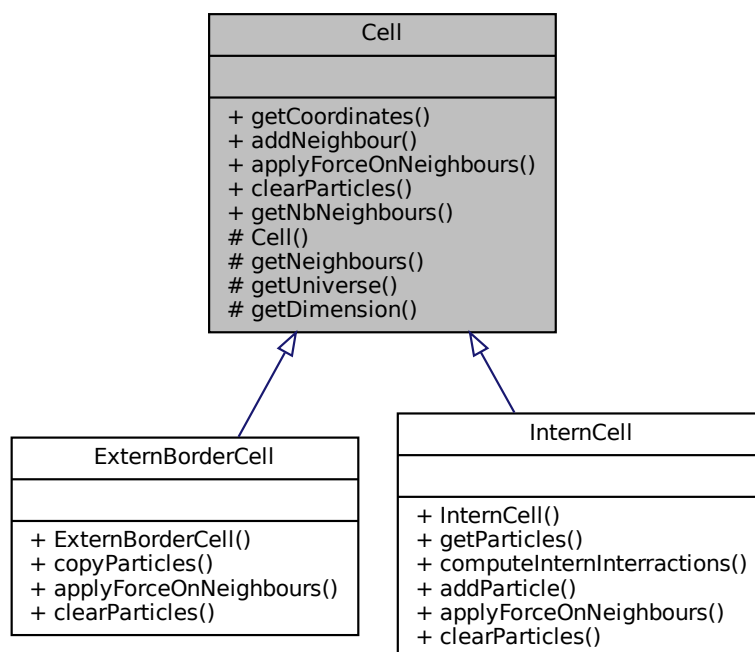 Cell
+ getCoordinates()
+ addNeighbour()
+ applyForceOnNeighbours()
+ clearParticles()
+ getNbNeighbours()
# Cell()
# getNeighbours()
# getUniverse()
# getDimension()
ExternBorderCell
+ ExternBorderCell()
+ copyParticles()
+ applyForceOnNeighbours()
+ clearParticles()
InternCell
+ InternCell()
+ getParticles()
+ computeInternInterractions()
+ addParticle()
+ applyForceOnNeighbours()
+ clearParticles()